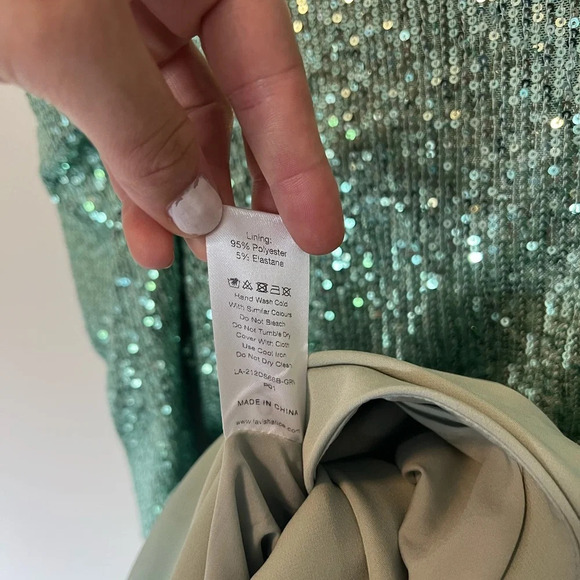 Lining:
95% Polyester
5% Elastane
Hand Wash Cold
With Similar Colours
Do Not Bleach
Do Not Tumble Dry
Cover With Cloth
Use Cool Iron
Do Not Dry Clean
P01
MADE IN CHINA